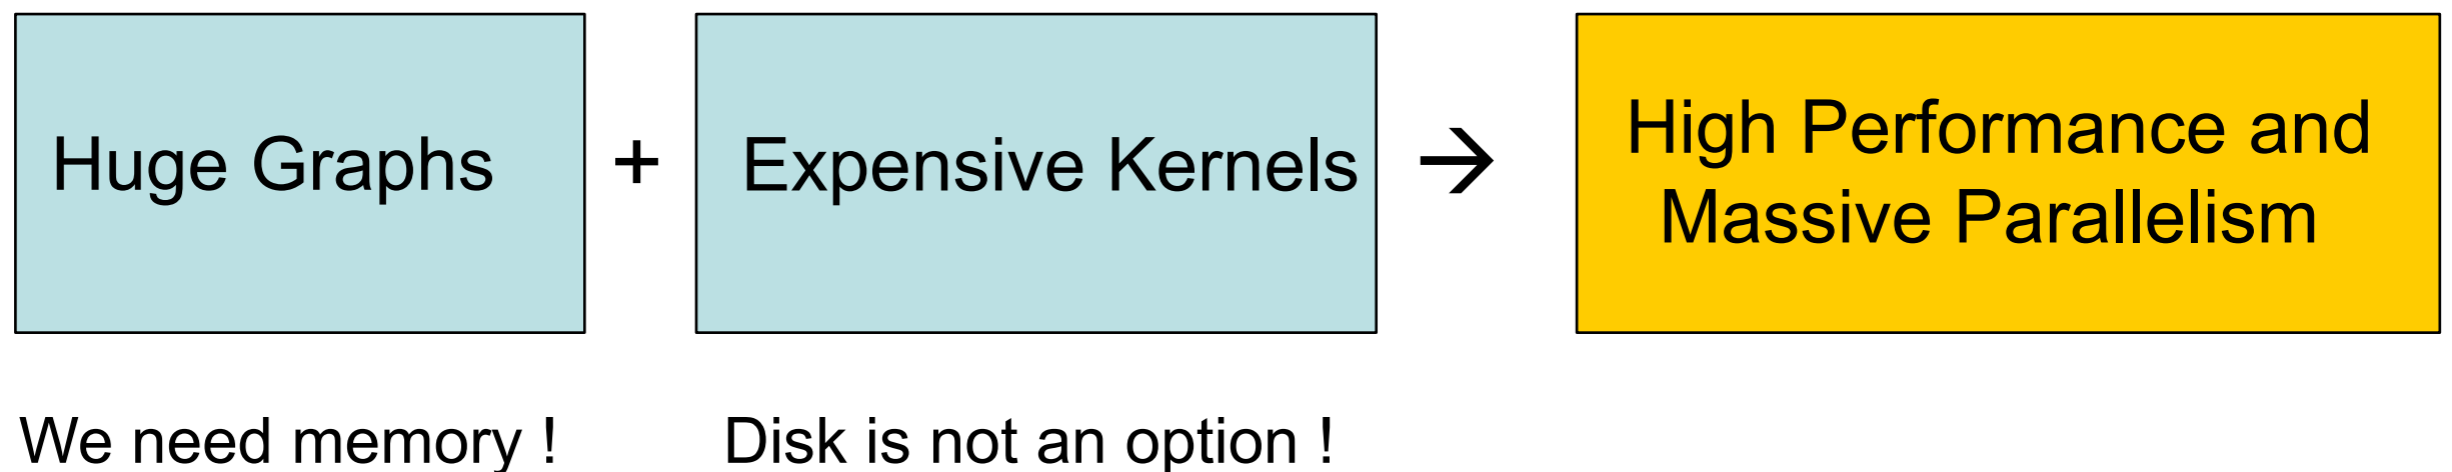 Huge Graphs + Expensive Kernels → High Performance and
Massive Parallelism
We need memory ! Disk is not an option !